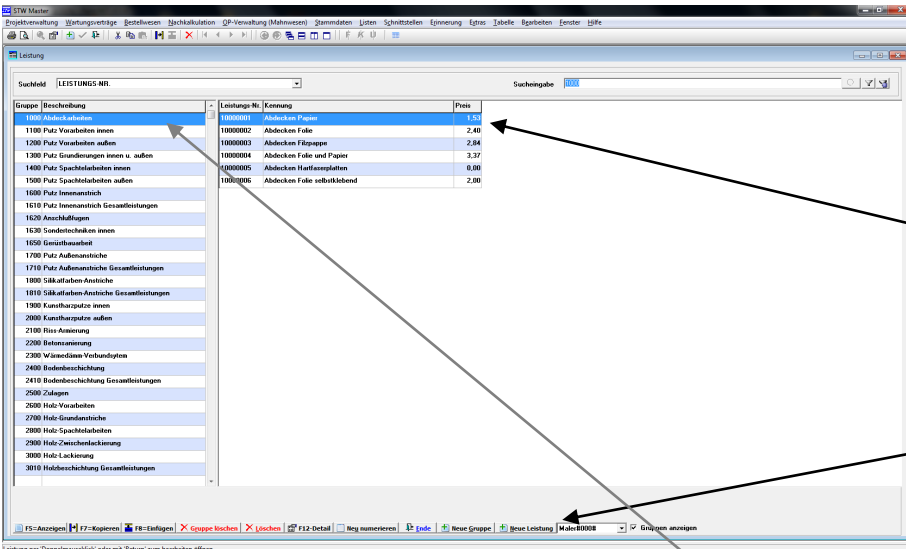 STW Master
Projektverwaltung Wartungsverträge Bestellwesen Nachkalkulation OP-Verwaltung (Mahnwesen) Stammdaten Listen Schnittstellen Erinnerung Extras Tabelle Bearbeiten Fenster Hilfe
Leistung
Suchfeld LEISTUNGS-NR. Sucheingabe 1000
Gruppe Beschreibung Leistungs-Nr. Kennung Preis
1000 Abdeckarbeiten 10000001 Abdecken Papier 1,53
1100 Putz Vorarbeiten innen 10000002 Abdecken Folie 2,40
1200 Putz Vorarbeiten außen 10000003 Abdecken Filzpappe 2,84
1300 Putz Grundierungen innen u. außen 10000004 Abdecken Folie und Papier 3,37
1400 Putz Spachtelarbeiten innen 10000005 Abdecken Hartfaserplatten 0,00
1500 Putz Spachtelarbeiten außen 10000006 Abdecken Folie selbstklebend 2,00
1600 Putz Innenanstrich
1610 Putz Innenanstrich Gesamtleistungen
1620 Anschlußfugen
1630 Sondertechniken innen
1650 Gerüstbauarbeit
1700 Putz Außenanstriche
1710 Putz Außenanstriche Gesamtleistungen
1800 Silikatfarben-Anstriche
1810 Silikatfarben-Anstriche Gesamtleistungen
1900 Kunstharzputze innen
2000 Kunstharzputze außen
2100 Riss-Armierung
2200 Betonsanierung
2300 Wärmedämm-Verbundsytem
2400 Bodenbeschichtung
2410 Bodenbeschichtung Gesamtleistungen
2500 Zulagen
2600 Holz-Vorarbeiten
2700 Holz-Grundanstriche
2800 Holz-Spachtelarbeiten
2900 Holz-Zwischenlackierung
3000 Holz-Lackierung
3010 Holzbeschichtung Gesamtleistungen
F5=Anzeigen F7=Kopieren F8=Einfügen Gruppe löschen Löschen F12-Detail Neu numerieren Ende Neue Gruppe Neue Leistung Maler#000# Gruppen anzeigen